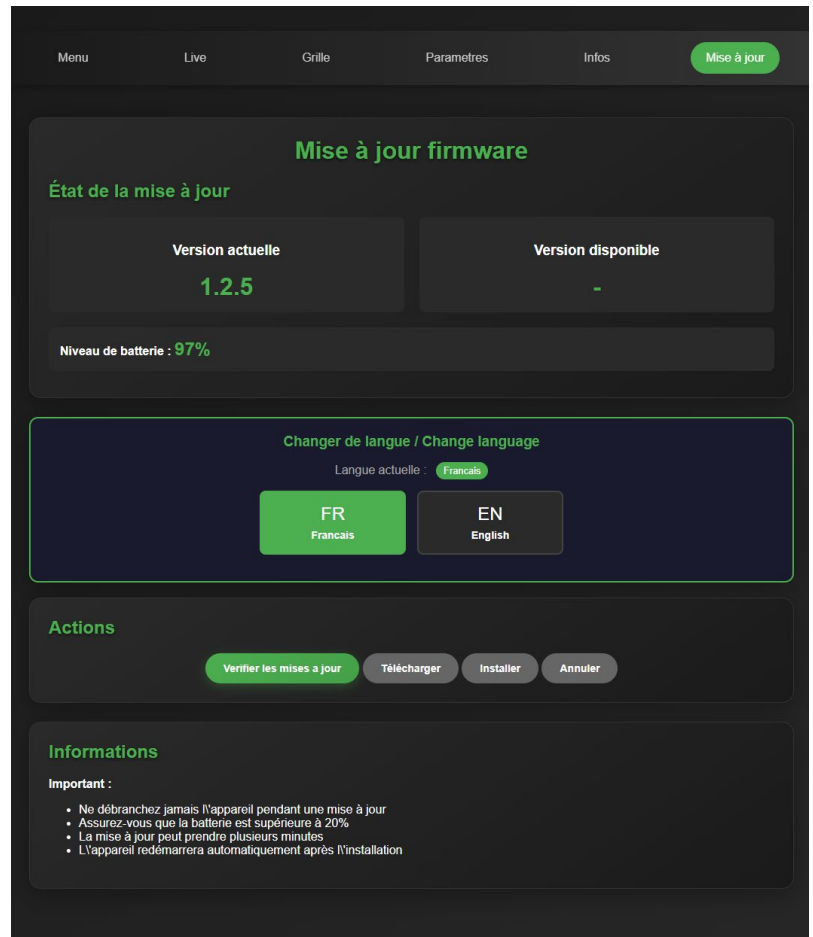 Menu Live Grille Parametres Infos Mise à jour
Mise à jour firmware
État de la mise à jour
Version actuelle Version disponible
1.2.5 -
Niveau de batterie : 97%
Changer de langue / Change language
Langue actuelle : Francais
FR EN
Francais English
Actions
Verifier les mises a jour Télécharger Installer Annuler
Informations
Important :
• Ne débranchez jamais l\'appareil pendant une mise à jour
• Assurez-vous que la batterie est supérieure à 20%
• La mise à jour peut prendre plusieurs minutes
• L\'appareil redémarrera automatiquement après l\'installation